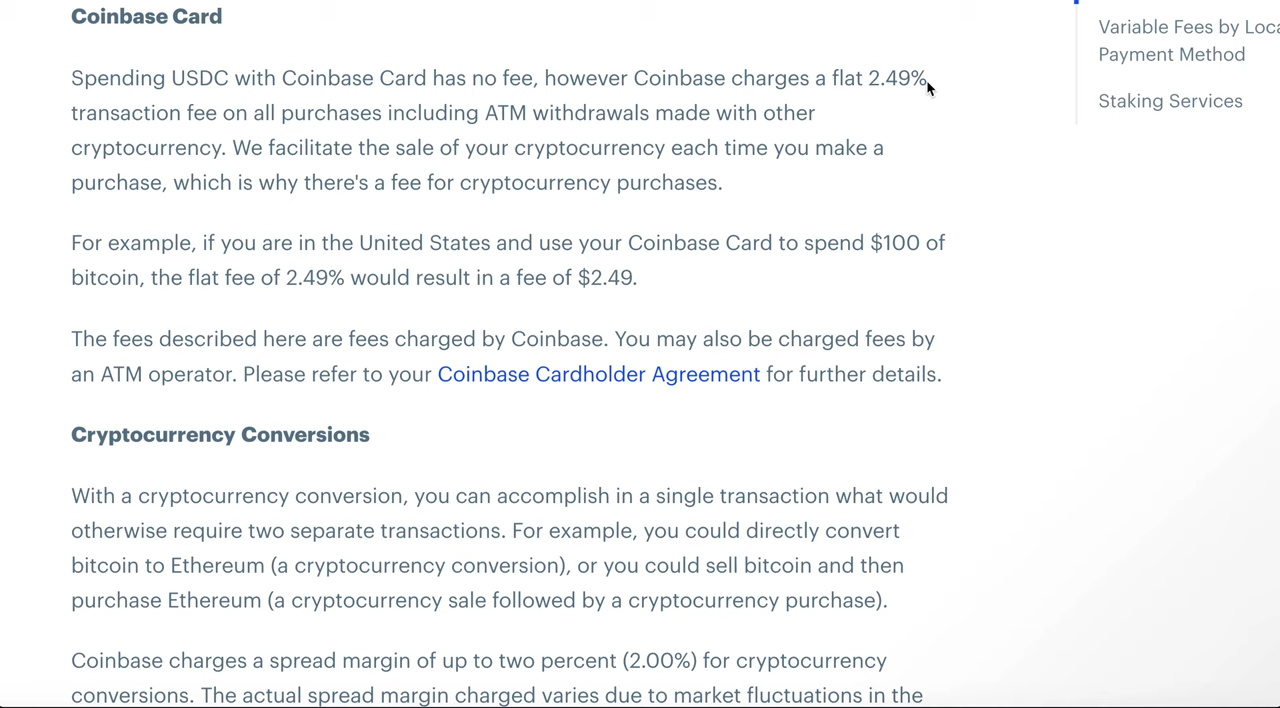 Coinbase Card
Spending USDC with Coinbase Card has no fee, however Coinbase charges a flat 2.49%
transaction fee on all purchases including ATM withdrawals made with other
cryptocurrency. We facilitate the sale of your cryptocurrency each time you make a
purchase, which is why there's a fee for cryptocurrency purchases.
For example, if you are in the United States and use your Coinbase Card to spend $100 of
bitcoin, the flat fee of 2.49% would result in a fee of $2.49.
The fees described here are fees charged by Coinbase. You may also be charged fees by
an ATM operator. Please refer to your Coinbase Cardholder Agreement for further details.
Cryptocurrency Conversions
With a cryptocurrency conversion, you can accomplish in a single transaction what would
otherwise require two separate transactions. For example, you could directly convert
bitcoin to Ethereum (a cryptocurrency conversion), or you could sell bitcoin and then
purchase Ethereum (a cryptocurrency sale followed by a cryptocurrency purchase).
Coinbase charges a spread margin of up to two percent (2.00%) for cryptocurrency
conversions. The actual spread margin charged varies due to market fluctuations in the
Variable Fees by Loca
Payment Method
Staking Services